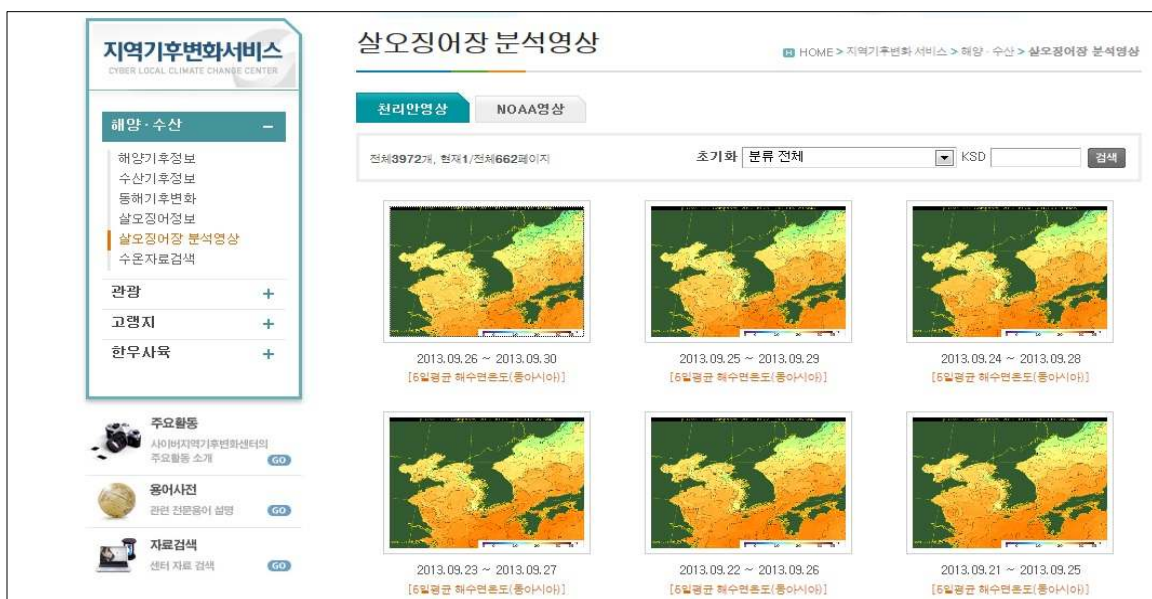 지역기후변화서비스
CYBER LOCAL CLIMATE CHANGE CENTER
해양·수산 −
해양기후정보
수산기후정보
동해기후변화
살오징어정보
살오징어장 분석영상
수온자료검색
관광 +
고랭지 +
한우사육 +
주요활동
사이버지역기후변화센터의
주요활동 소개 GO
용어사전
관련 전문용어 설명 GO
자료검색
센터 자료 검색 GO
살오징어장 분석영상
H HOME > 지역기후변화 서비스 > 해양·수산 > 살오징어장 분석영상
천리안영상 NOAA영상
전체3972개, 현재1/전체662페이지 초기화 분류 전체 KSD 검색
2013.09.26 ~ 2013.09.30 2013.09.25 ~ 2013.09.29 2013.09.24 ~ 2013.09.28
[5일평균 해수면온도(동아시아)] [5일평균 해수면온도(동아시아)] [5일평균 해수면온도(동아시아)]
2013.09.23 ~ 2013.09.27 2013.09.22 ~ 2013.09.26 2013.09.21 ~ 2013.09.25
[5일평균 해수면온도(동아시아)] [5일평균 해수면온도(동아시아)] [5일평균 해수면온도(동아시아)]